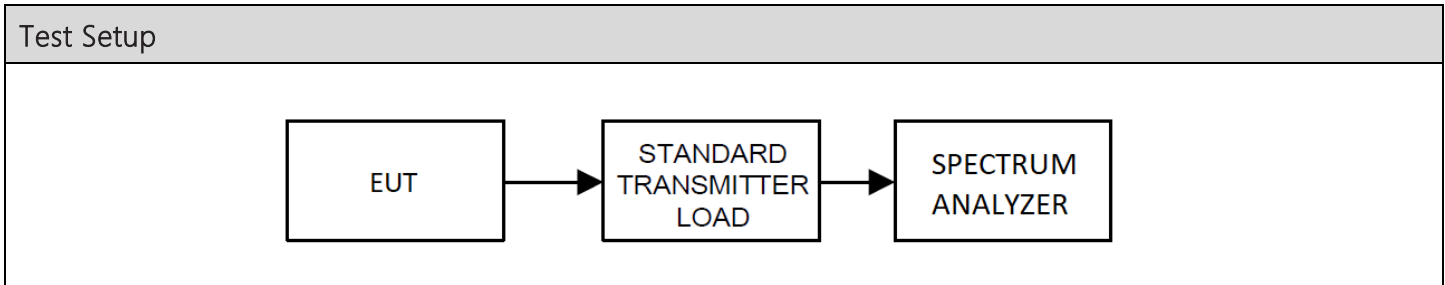 Test Setup
EUT
STANDARD
TRANSMITTER
LOAD
SPECTRUM
ANALYZER